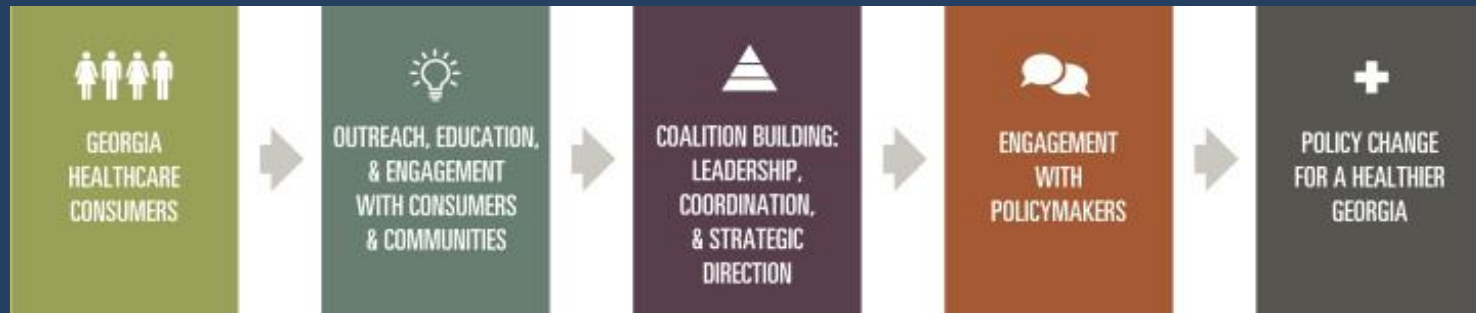 GEORGIA
HEALTHCARE
CONSUMERS
OUTREACH, EDUCATION,
& ENGAGEMENT
WITH CONSUMERS
& COMMUNITIES
COALITION BUILDING:
LEADERSHIP,
COORDINATION,
& STRATEGIC
DIRECTION
ENGAGEMENT
WITH
POLICYMAKERS
POLICY CHANGE
FOR A HEALTHIER
GEORGIA